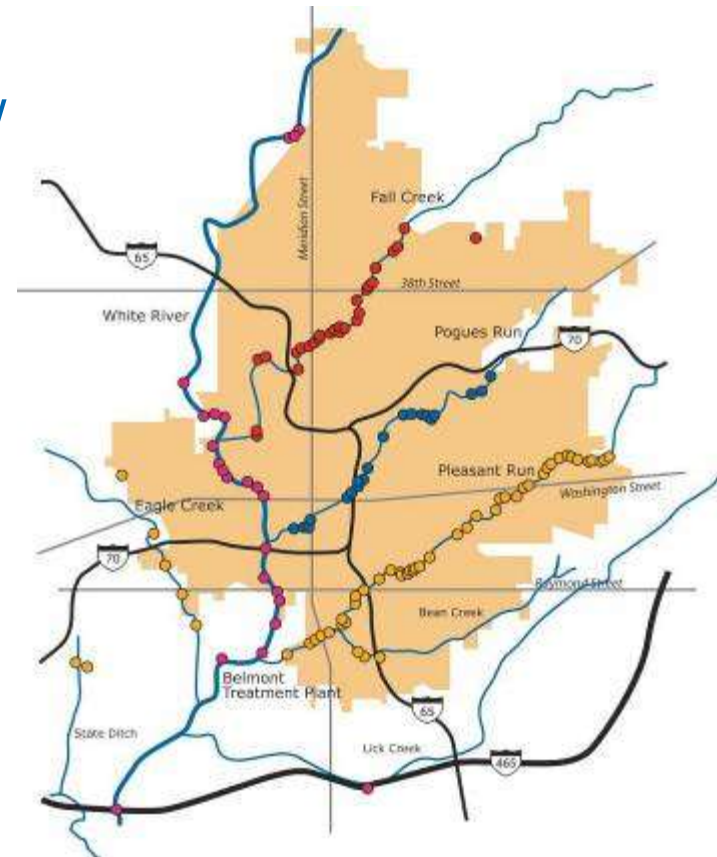 Meridian Street
Fall Creek
65
38th Street
White River
Pogues Run
70
Pleasant Run
Washington Street
Eagle Creek
70
Raymond Street
Bean Creek
Belmont
Treatment Plant
65
State Ditch
Lick Creek
465